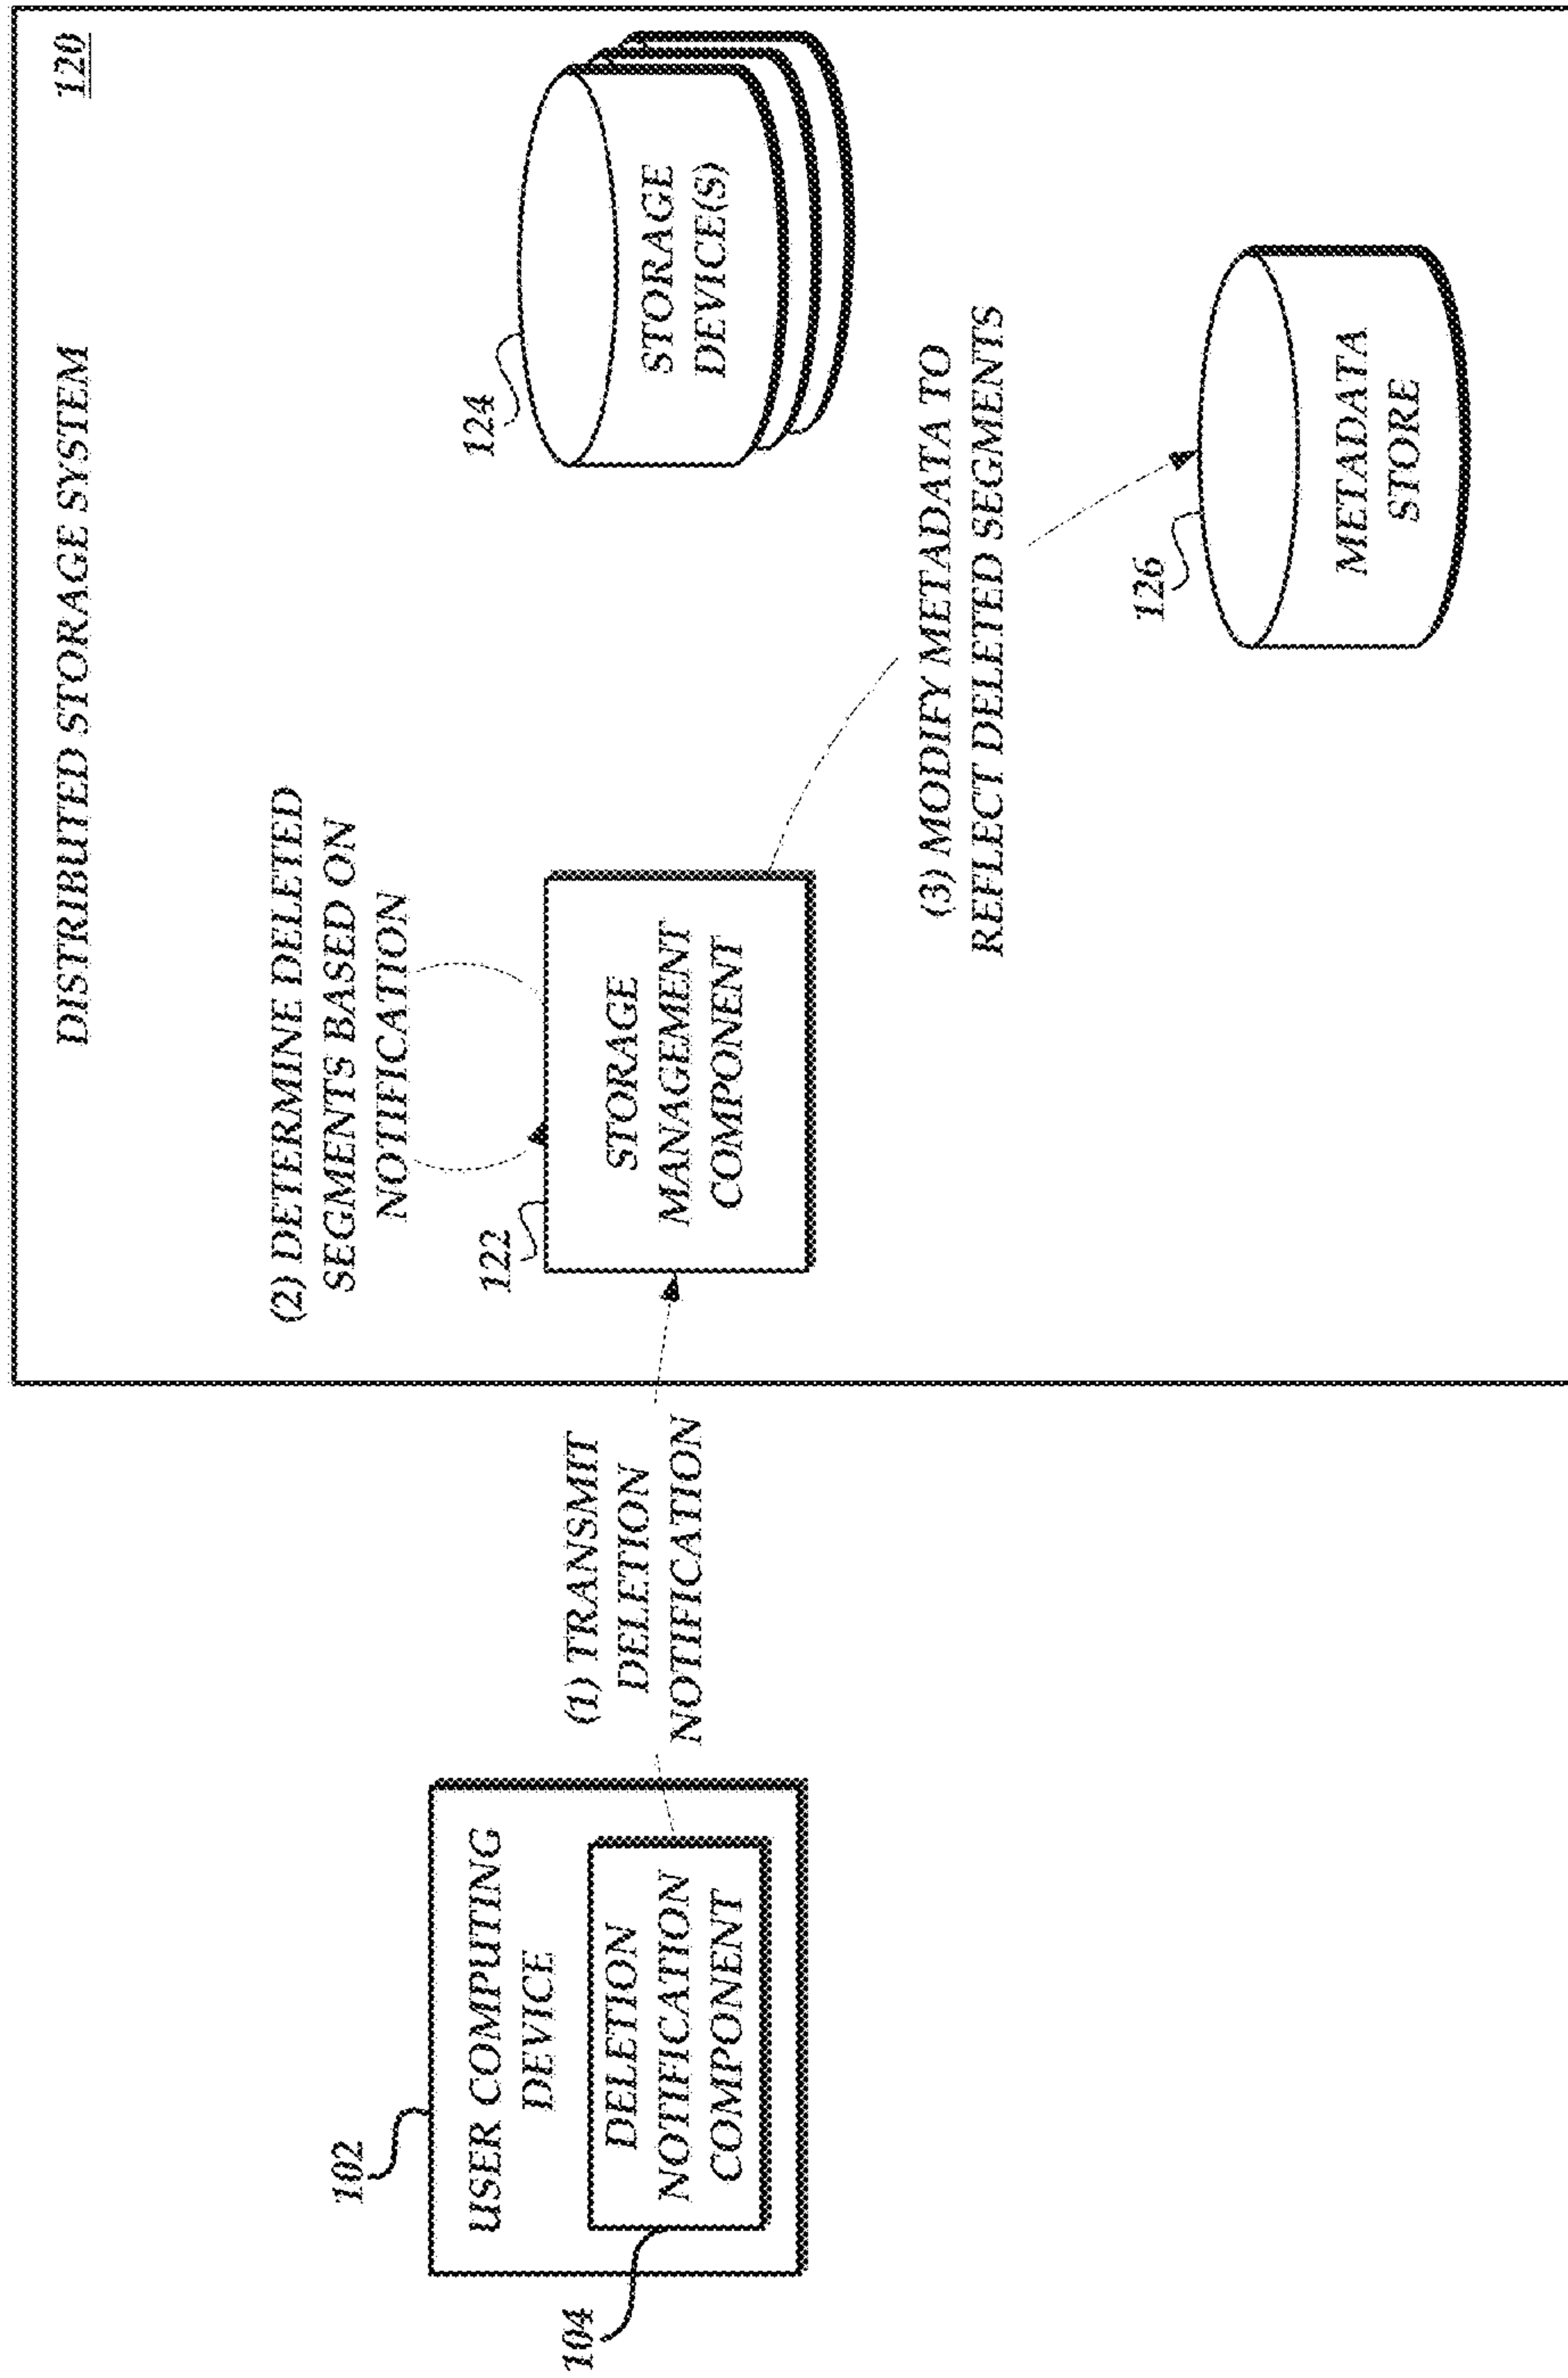 DISTRIBUTED STORAGE SYSTEM
120
(2) DETERMINE DELETED
SEGMENTS BASED ON
NOTIFICATION
102
USER COMPUTING
DEVICE
104
DELETION
NOTIFICATION
COMPONENT
(1) TRANSMIT
DELETION
NOTIFICATION
122
STORAGE
MANAGEMENT
COMPONENT
124
STORAGE
DEVICE(S)
(3) MODIFY METADATA TO
REFLECT DELETED SEGMENTS
126
METADATA
STORE